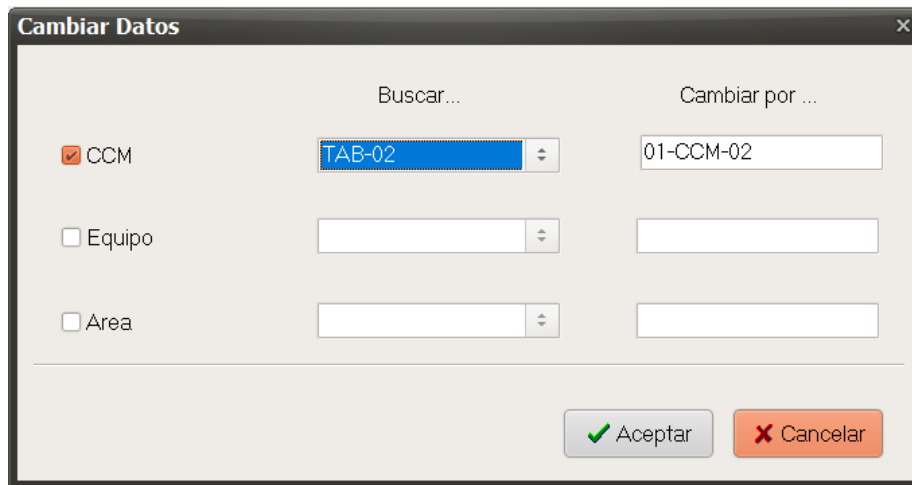 Cambiar Datos
Buscar... Cambiar por ...
CCM TAB-02 01-CCM-02
Equipo
Area
Aceptar Cancelar